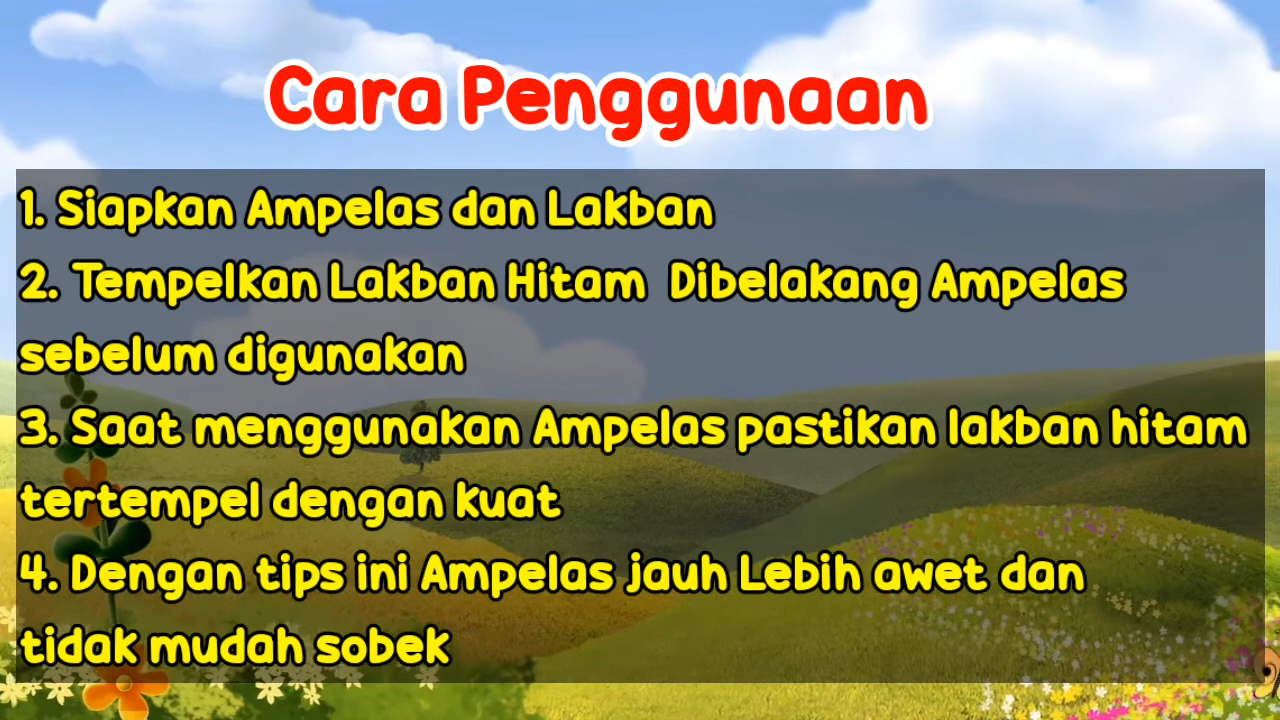 Cara Penggunaan
1. Siapkan Ampelas dan Lakban
2. Tempelkan Lakban Hitam Dibelakang Ampelas
sebelum digunakan
3. Saat menggunakan Ampelas pastikan lakban hitam
tertempel dengan kuat
4. Dengan tips ini Ampelas jauh Lebih awet dan
tidak mudah sobek